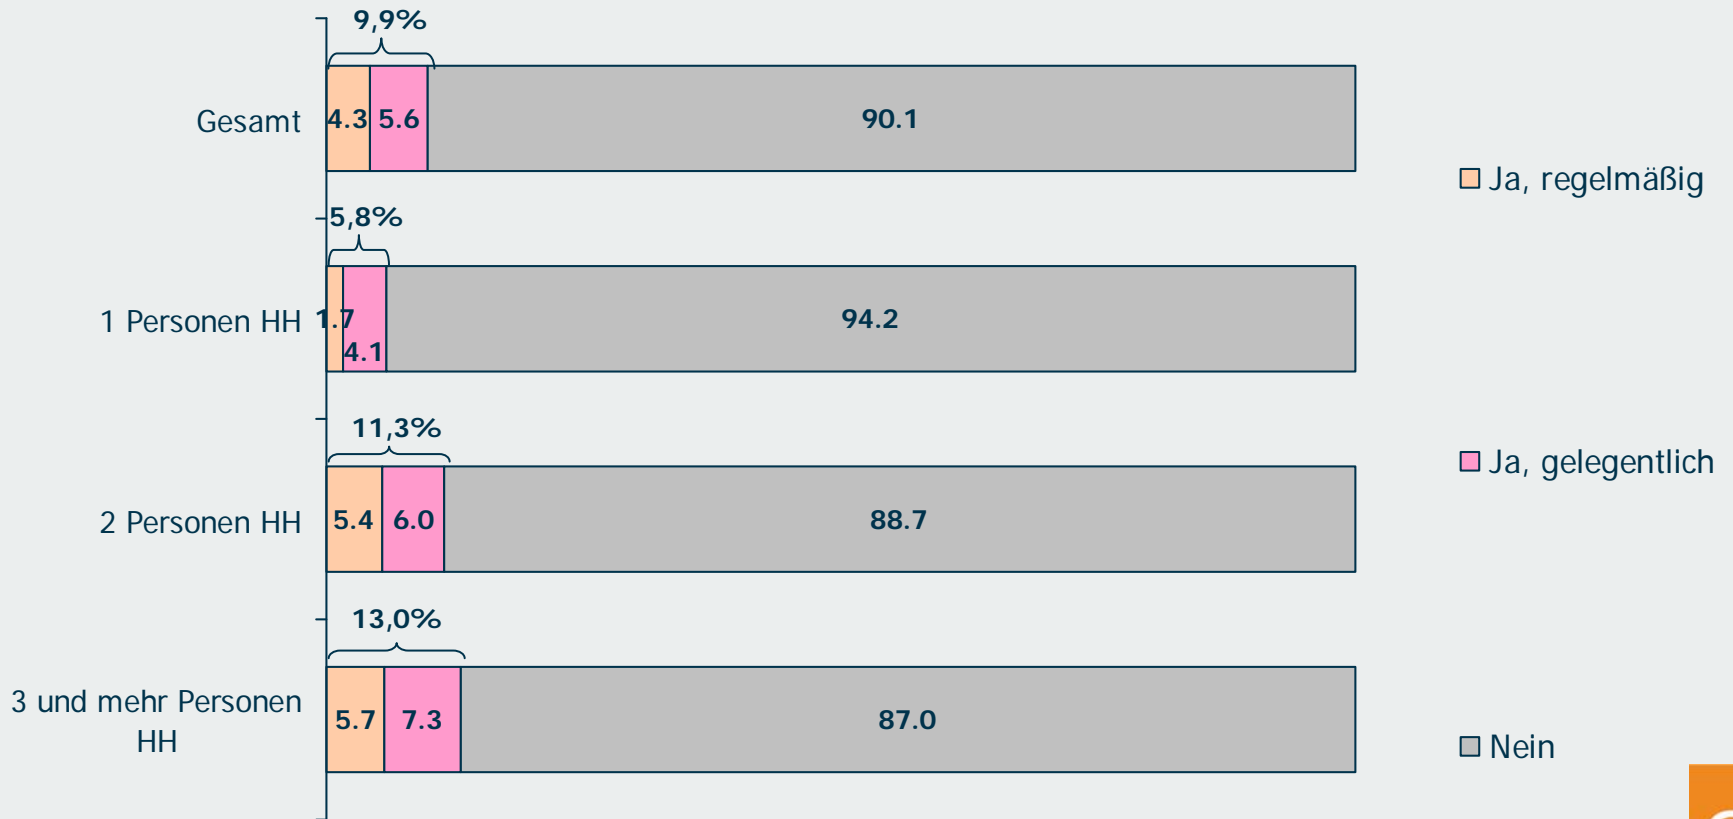 9,9%
Gesamt
4.3 5.6 90.1
Ja, regelmäßig
5,8%
1 Personen HH
1.7 4.1 94.2
11,3%
Ja, gelegentlich
2 Personen HH
5.4 6.0 88.7
13,0%
3 und mehr Personen
HH
5.7 7.3 87.0
Nein